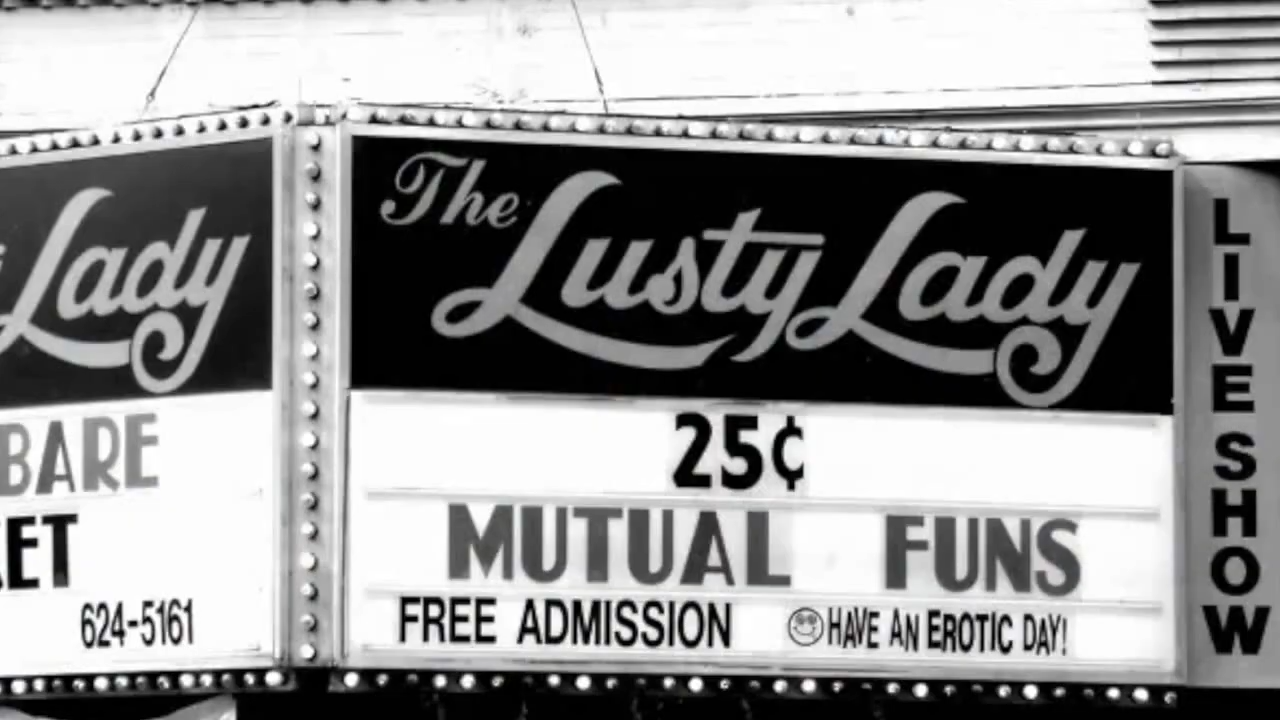 Lady
BARE
ET
624-5161
The Lusty Lady
25¢
MUTUAL FUNS
FREE ADMISSION HAVE AN EROTIC DAY!
LIVE SHOW